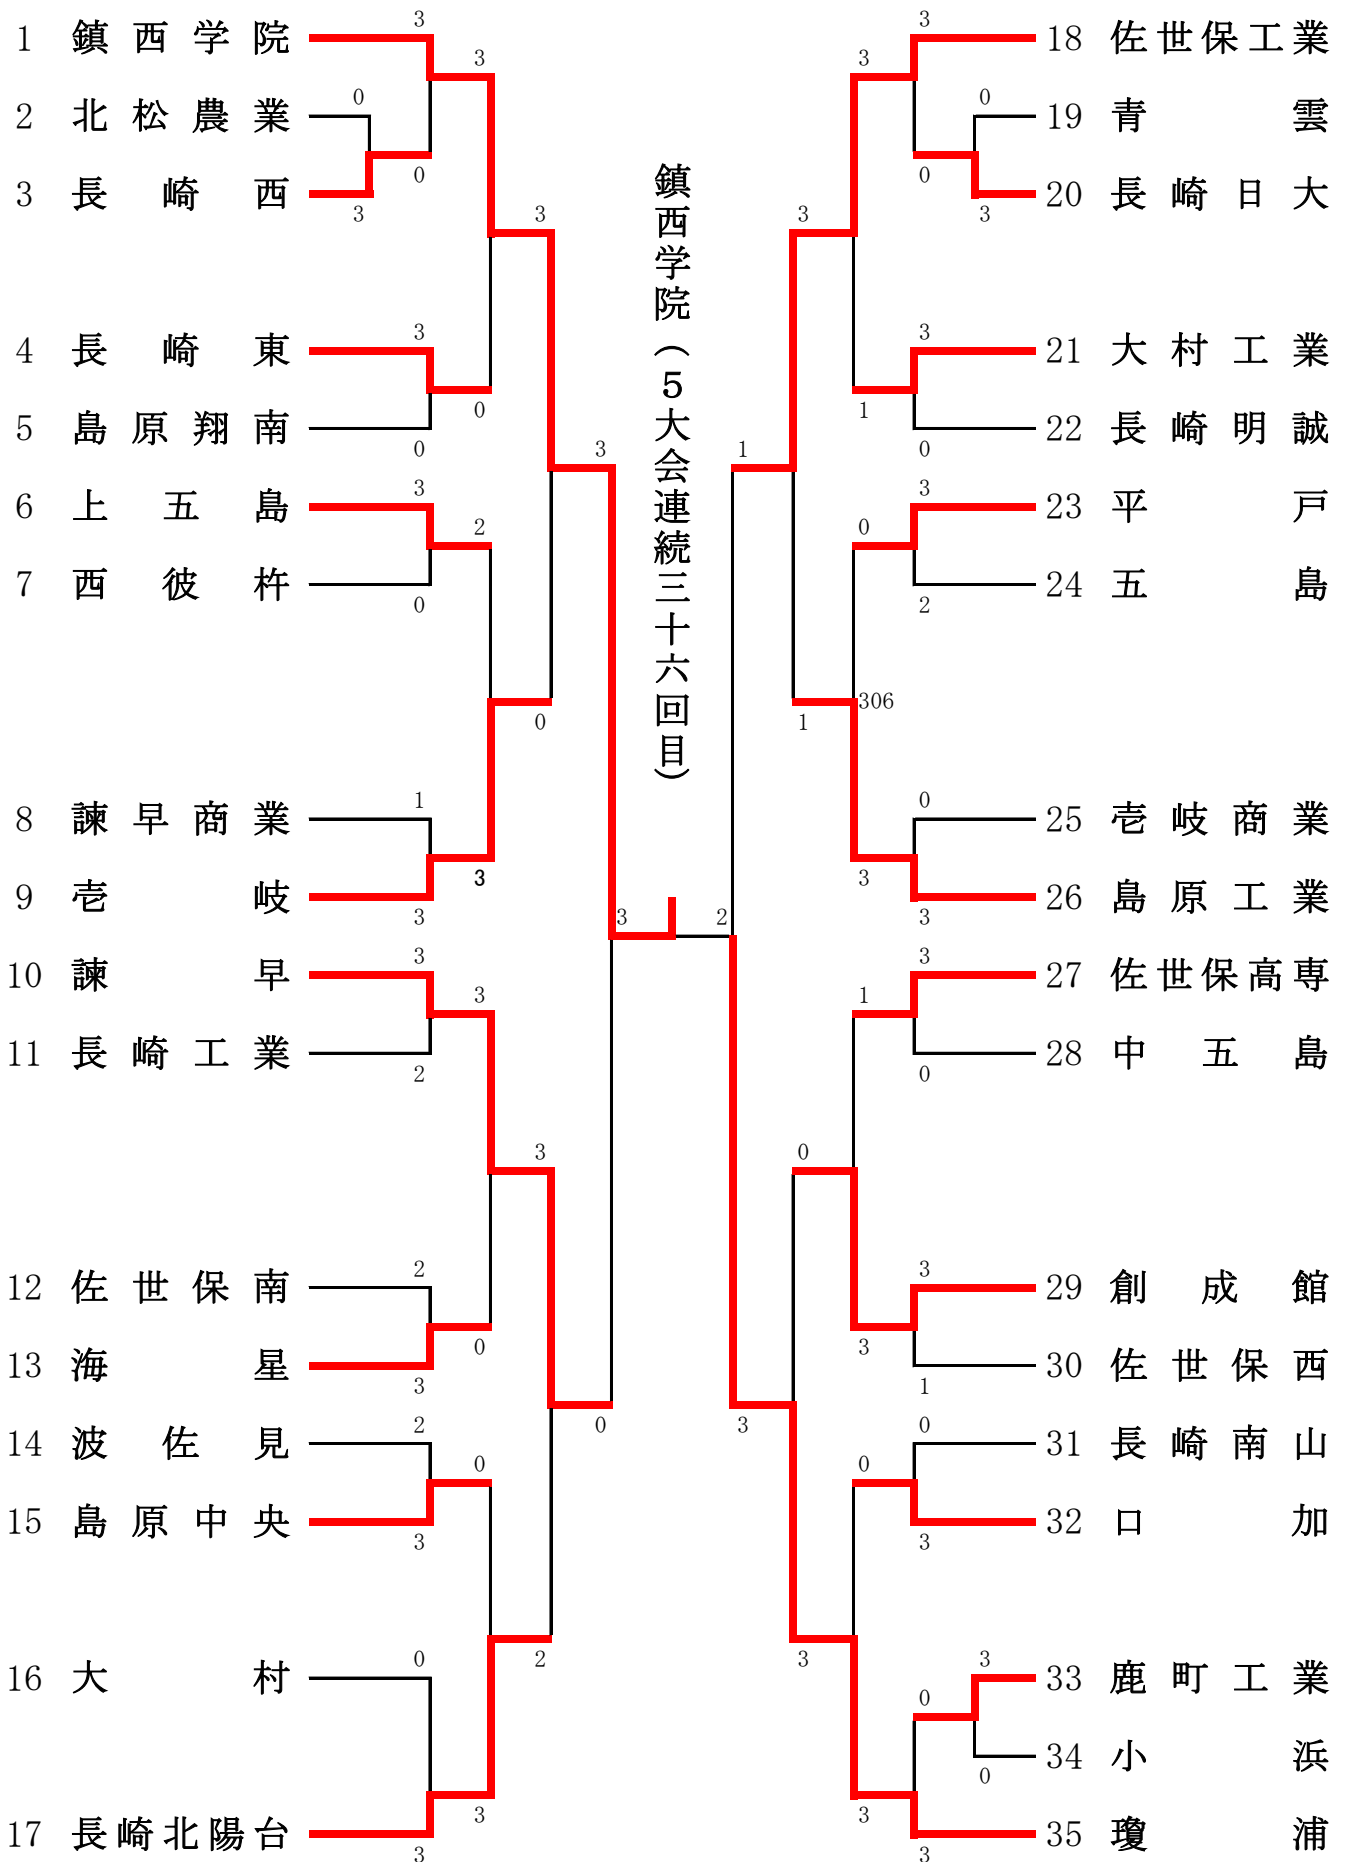 3
1 鎮西学院
3
0
2 北松農業
0
3 長崎西
3
3
3
4 長崎東
0
5 島原翔南
0
3
3
6 上五島
2
7 西彼杵
0
0
1
8 諫早商業
3
9 壱岐
3
3
10 諫早
3
11 長崎工業
2
3
2
12 佐世保南
0
13 海星
3
0
2
14 波佐見
0
15 島原中央
3
0
16 大村
2
3
17 長崎北陽台
3
鎮西学院（５大会連続三十六回目）
3
2
3
18 佐世保工業
3
0
19 青雲
0
20 長崎日大
3
3
3
21 大村工業
1
22 長崎明誠
0
1
3
23 平戸
0
24 五島
2
306
1
0
25 壱岐商業
3
26 島原工業
3
3
27 佐世保高専
1
28 中五島
0
0
3
29 創成館
3
30 佐世保西
1
3
0
31 長崎南山
0
32 口加
3
3
3
33 鹿町工業
0
34 小浜
0
3
35 瓊浦
3